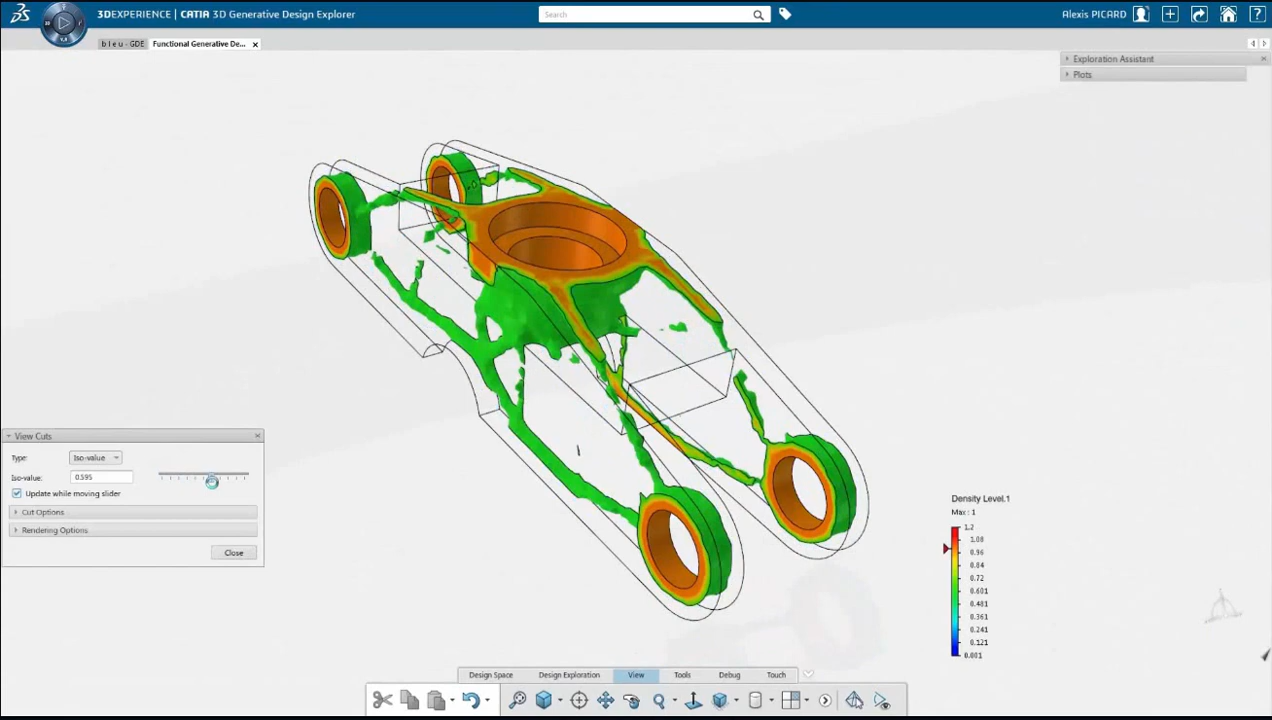 3DEXPERIENCE | CATIA 3D Generative Design Explorer
Search
Alexis PICARD
bleu - GDE
Functional Generative De...
Exploration Assistant
Plots
View Cuts
Type: Iso-value
Iso-value: 0.595
Update while moving slider
Cut Options
Rendering Options
Close
Density Level.1
Max : 1
1.2
1.08
0.96
0.84
0.72
0.601
0.481
0.361
0.241
0.121
0.001
Design Space Design Exploration View Tools Debug Touch